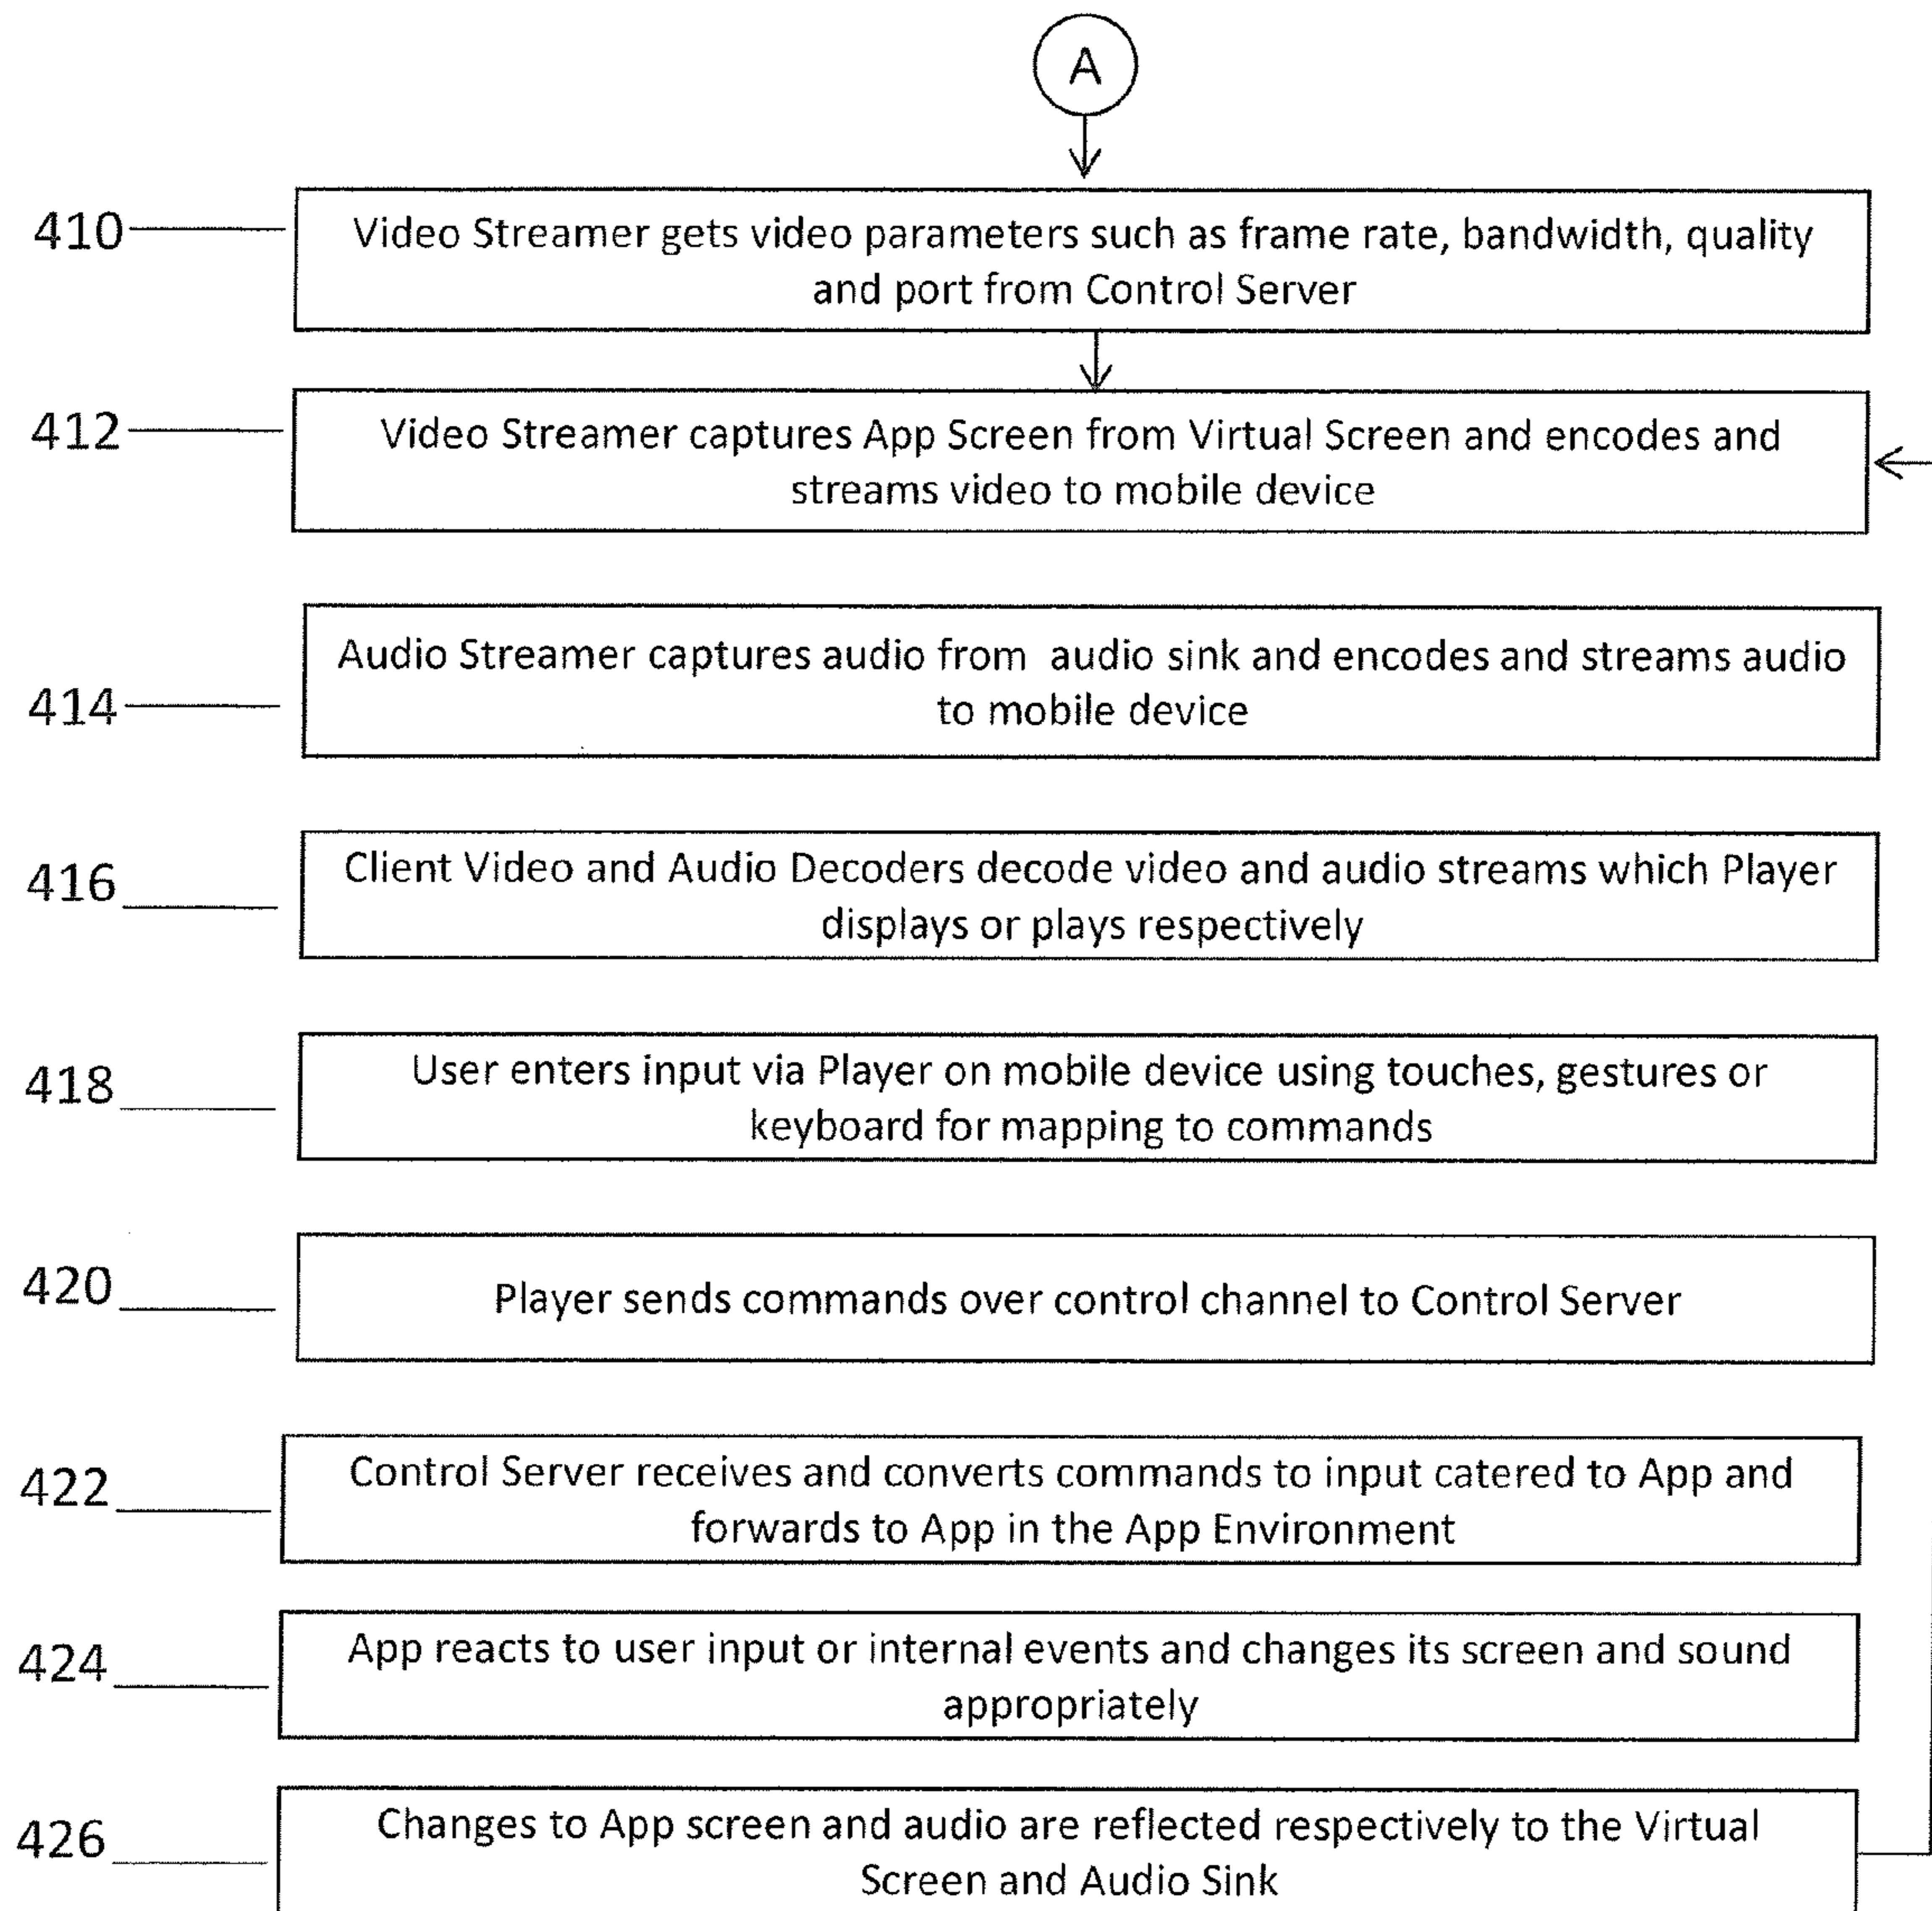 A
410
Video Streamer gets video parameters such as frame rate, bandwidth, quality
and port from Control Server
412
Video Streamer captures App Screen from Virtual Screen and encodes and
streams video to mobile device
414
Audio Streamer captures audio from audio sink and encodes and streams audio
to mobile device
416
Client Video and Audio Decoders decode video and audio streams which Player
displays or plays respectively
418
User enters input via Player on mobile device using touches, gestures or
keyboard for mapping to commands
420
Player sends commands over control channel to Control Server
422
Control Server receives and converts commands to input catered to App and
forwards to App in the App Environment
424
App reacts to user input or internal events and changes its screen and sound
appropriately
426
Changes to App screen and audio are reflected respectively to the Virtual
Screen and Audio Sink